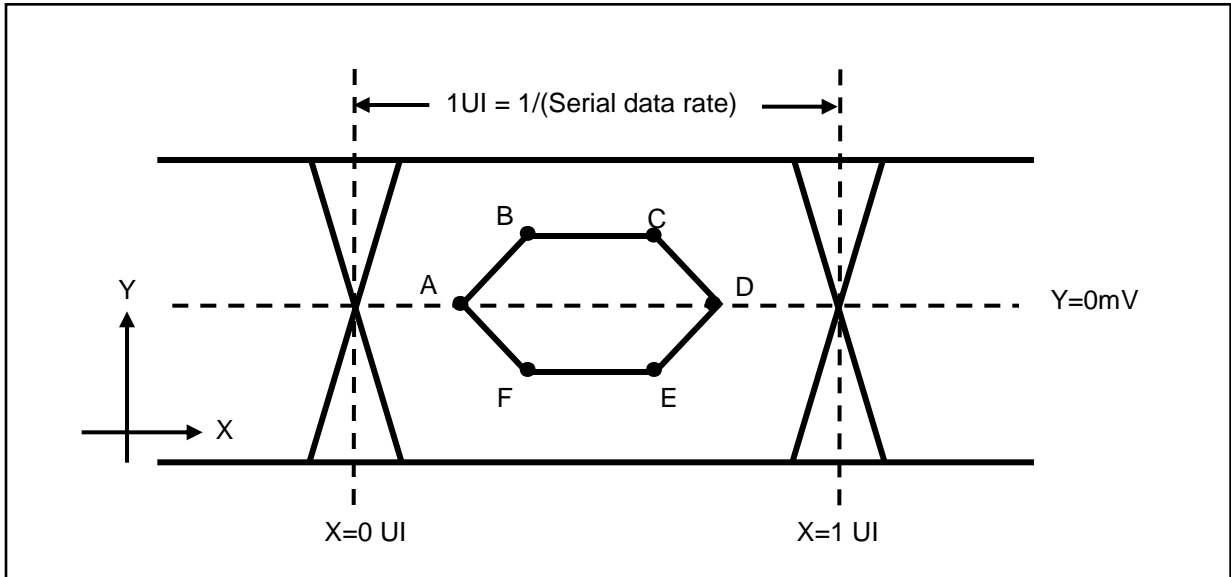 1UI = 1/(Serial data rate)
B
C
A
D
Y
Y=0mV
F
E
X
X=0 UI
X=1 UI